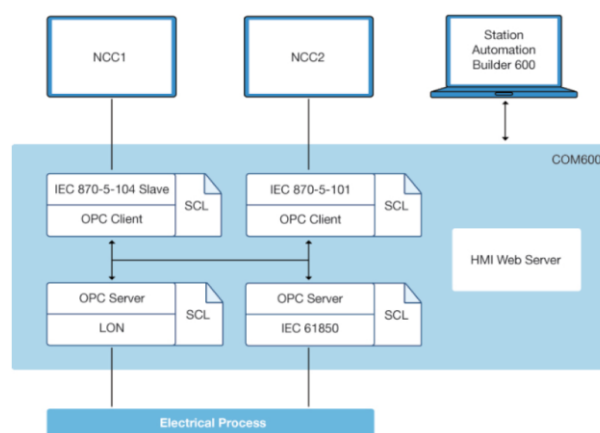 NCC1
NCC2
Station
Automation
Builder 600
COM600
IEC 870-5-104 Slave
OPC Client
SCL
IEC 870-5-101
OPC Client
SCL
HMI Web Server
OPC Server
LON
SCL
OPC Server
IEC 61850
SCL
Electrical Process